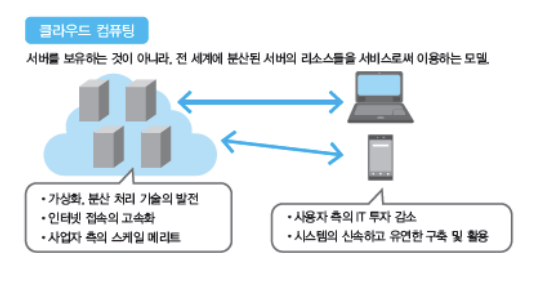 클라우드 컴퓨팅
서버를 보유하는 것이 아니라, 전 세계에 분산된 서버의 리소스들을 서비스로써 이용하는 모델.
• 가상화, 분산 처리 기술의 발전
• 인터넷 접속의 고속화
• 사업자 측의 스케일 메리트
• 사용자 측의 IT 투자 감소
• 시스템의 신속하고 유연한 구축 및 활용